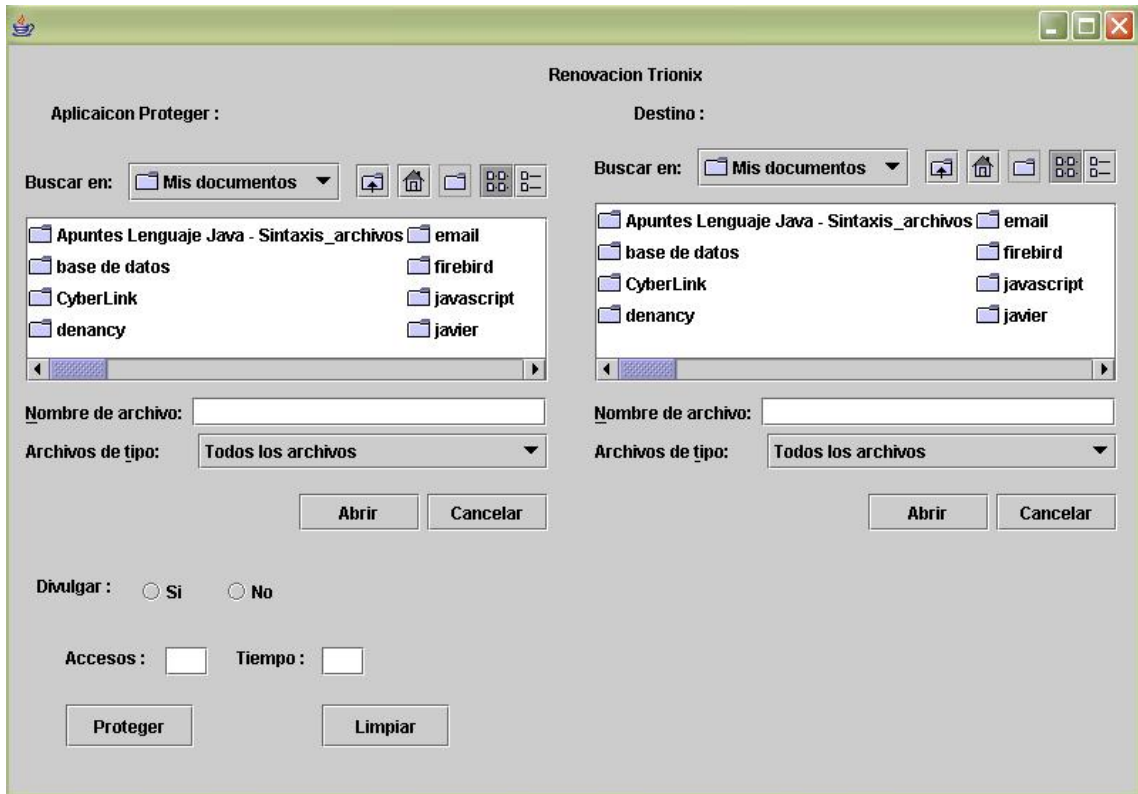 Renovacion Trionix
Aplicaicon Proteger :
Buscar en: Mis documentos
Apuntes Lenguaje Java - Sintaxis_archivos email
base de datos firebird
CyberLink javascript
denancy javier
Nombre de archivo:
Archivos de tipo: Todos los archivos
Abrir Cancelar
Destino :
Buscar en: Mis documentos
Apuntes Lenguaje Java - Sintaxis_archivos email
base de datos firebird
CyberLink javascript
denancy javier
Nombre de archivo:
Archivos de tipo: Todos los archivos
Abrir Cancelar
Divulgar : Si No
Accesos : Tiempo :
Proteger Limpiar